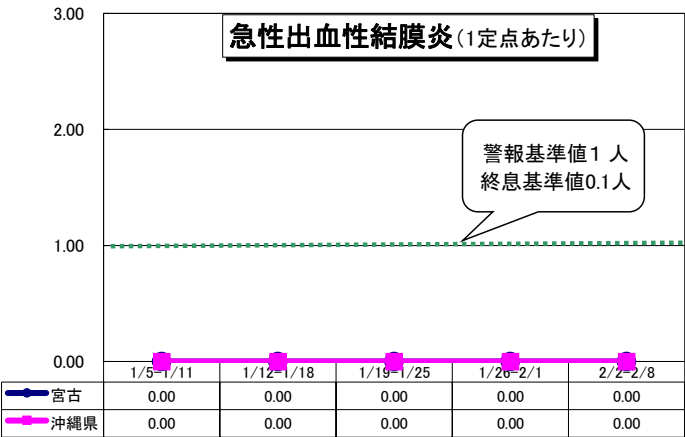 急性出血性結膜炎(1定点あたり)
3.00
2.00
警報基準値1 人
終息基準値0.1人
1.00
0.00
1/5-1/11 1/12-1/18 1/19-1/25 1/26-2/1 2/2-2/8
宮古 0.00 0.00 0.00 0.00 0.00
沖縄県 0.00 0.00 0.00 0.00 0.00